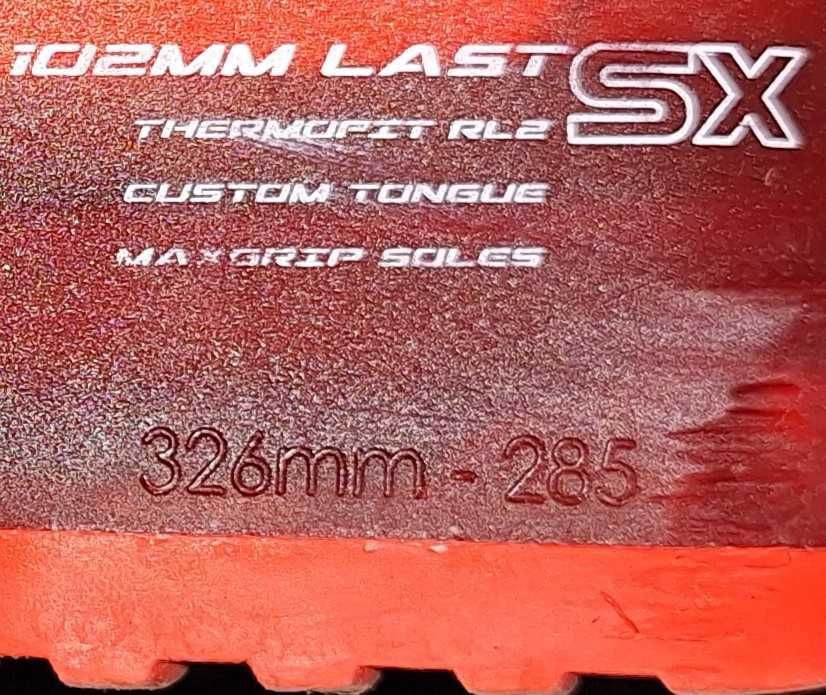 102MM LAST SX
THERMOFIT RL2
CUSTOM TONGUE
MAXGRIP SOLES
326mm - 285